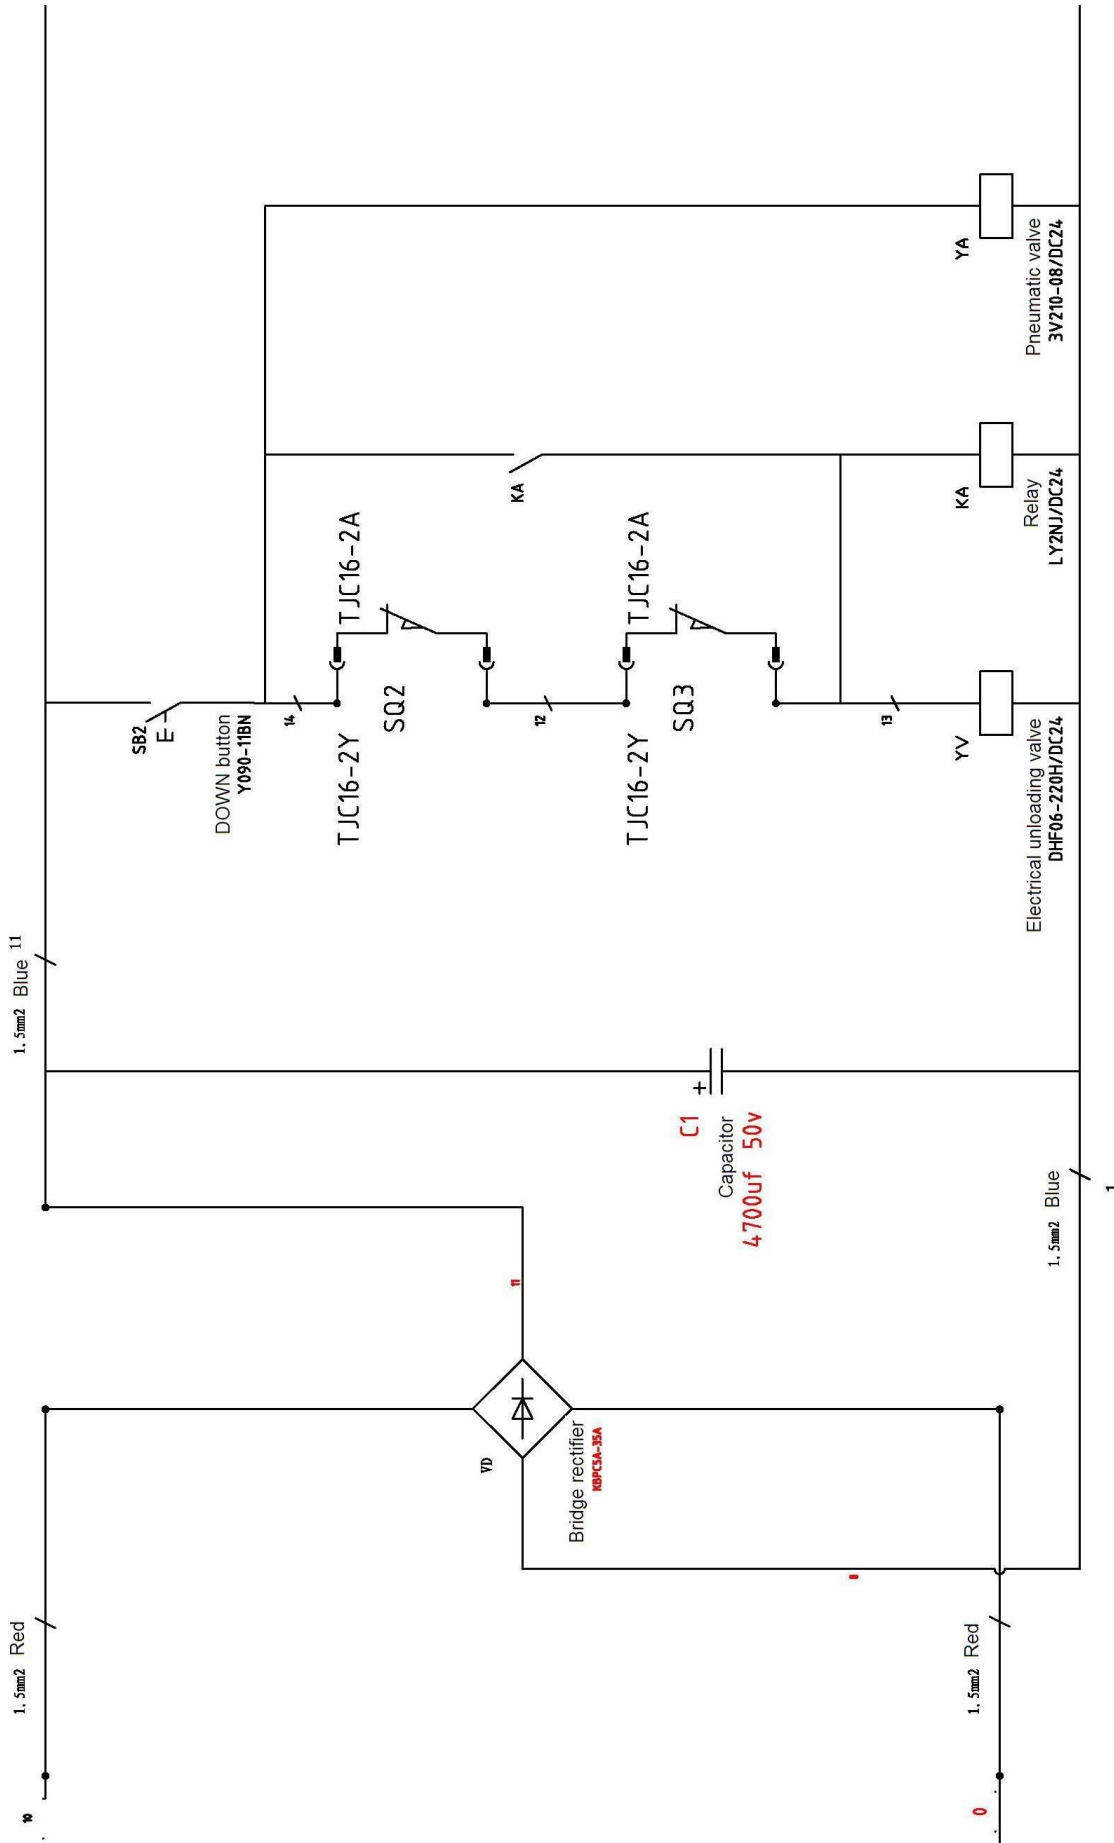 10
1.5mm2 Red
1.5mm2 Blue 11
SB2
E
DOWN button
Y090-11BN
14
TJC16-2Y
TJC16-2A
SQ2
VD
11
KA
12
Bridge rectifier
KBPC5A-35A
TJC16-2Y
TJC16-2A
SQ3
C1
+
Capacitor
4700uf 50v
13
0
1.5mm2 Red
YV
KA
YA
Electrical unloading valve
DHF06-220H/DC24
Relay
LY2NJ/DC24
Pneumatic valve
3V210-08/DC24
1.5mm2 Blue
1